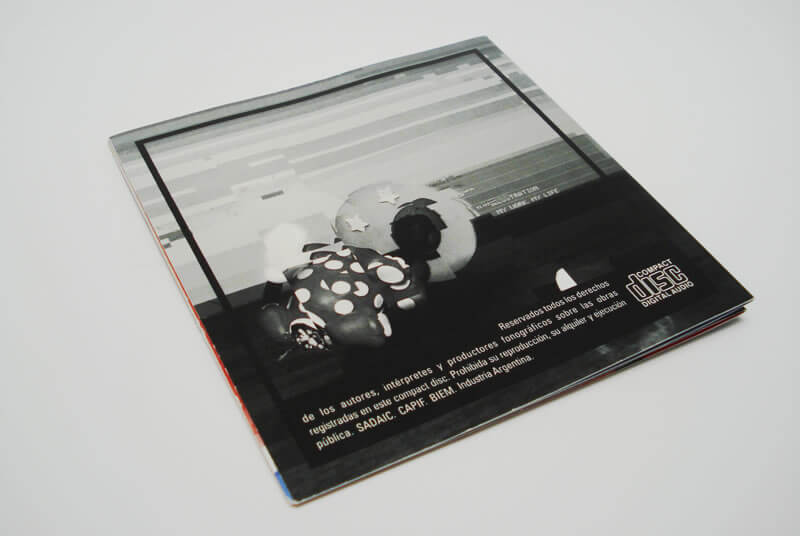 MY WORK, MY LIFE
Reservados todos los derechos
de los autores, intérpretes y productores fonográficos sobre las obras
registradas en este compact disc. Prohibida su reproducción, su alquiler y ejecución
pública. SADAIC. CAPIF. BIEM. Industria Argentina.
COMPACT
disc
DIGITAL AUDIO